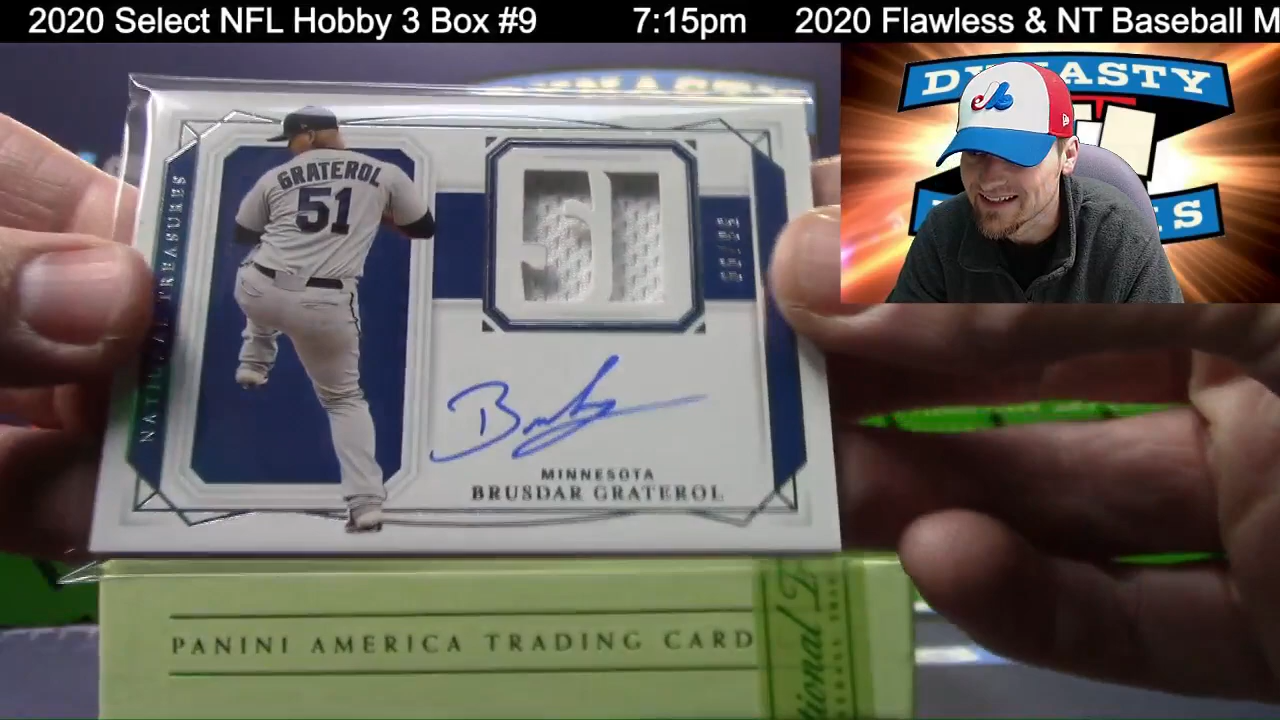 2020 Select NFL Hobby 3 Box #9 7:15pm 2020 Flawless & NT Baseball M
DYNASTY
S
NATIONAL TREASURES
GRATEROL
51
51
MINNESOTA
BRUSDAR GRATEROL
PANINI AMERICA TRADING CARD